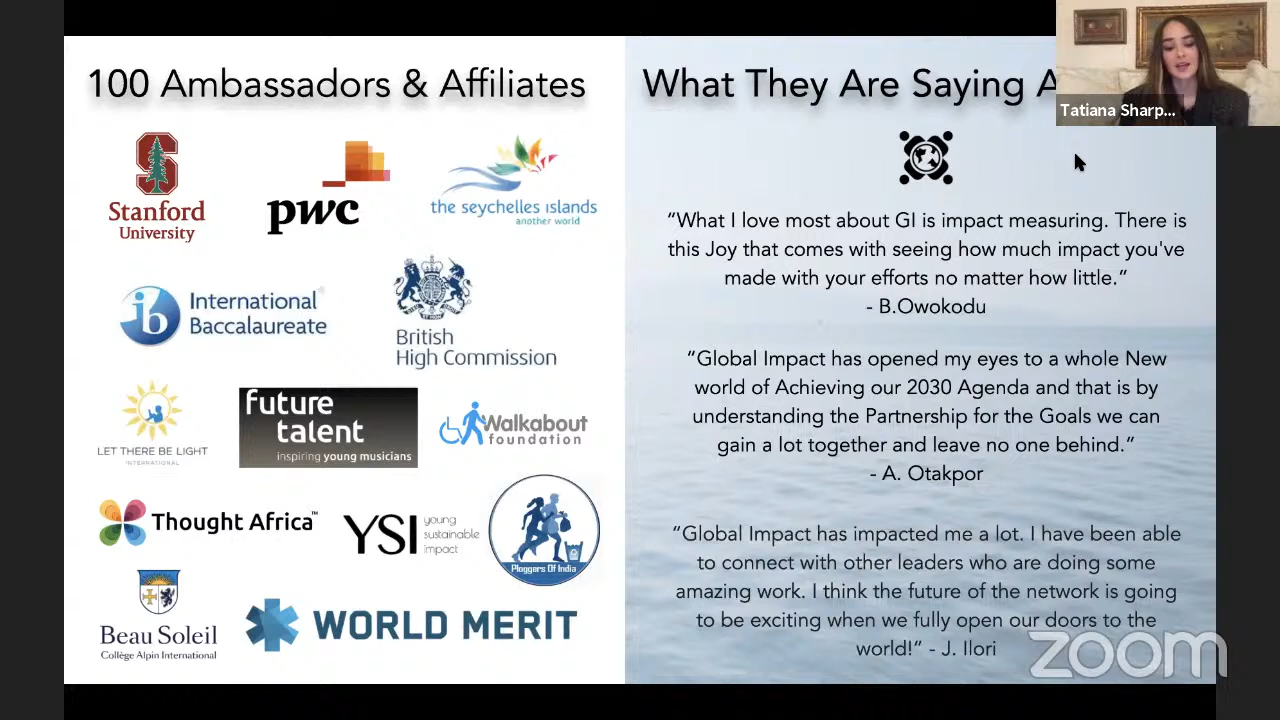 100 Ambassadors & Affiliates
Stanford
University
pwc
the seychelles islands
another world
ib International
Baccalaureate®
British
High Commission
LET THERE BE LIGHT
INTERNATIONAL
future
talent
inspiring young musicians
Walkabout
foundation
Thought Africa™
YSI young
sustainable
impact
Ploggers Of India
Beau Soleil
Collège Alpin International
WORLD MERIT
What They Are Saying A
“What I love most about GI is impact measuring. There is
this Joy that comes with seeing how much impact you've
made with your efforts no matter how little.”
- B.Owokodu
“Global Impact has opened my eyes to a whole New
world of Achieving our 2030 Agenda and that is by
understanding the Partnership for the Goals we can
gain a lot together and leave no one behind.”
- A. Otakpor
“Global Impact has impacted me a lot. I have been able
to connect with other leaders who are doing some
amazing work. I think the future of the network is going
to be exciting when we fully open our doors to the
world!” - J. Ilori
Tatiana Sharp...
zoom